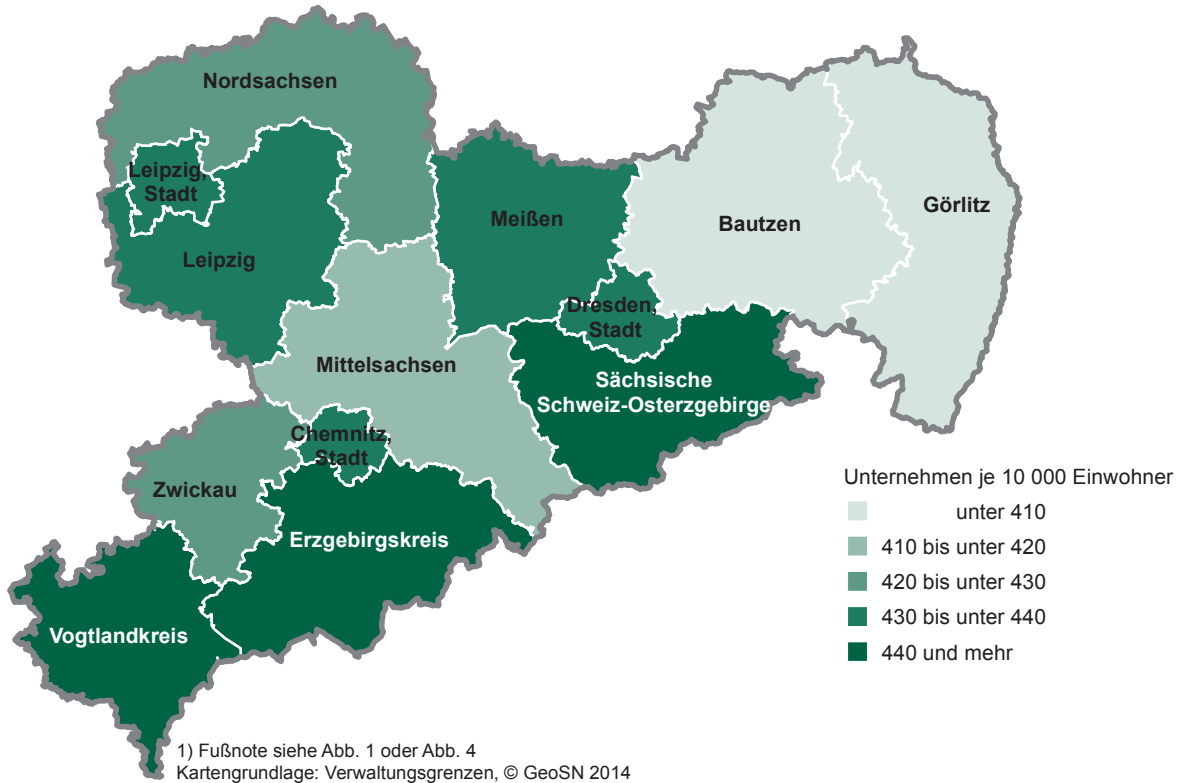 Nordsachsen
Leipzig,
Stadt
Leipzig
Meißen
Bautzen
Görlitz
Dresden,
Stadt
Mittelsachsen
Sächsische
Schweiz-Osterzgebirge
Chemnitz,
Stadt
Zwickau
Erzgebirgskreis
Vogtlandkreis
Unternehmen je 10 000 Einwohner
unter 410
410 bis unter 420
420 bis unter 430
430 bis unter 440
440 und mehr
1) Fußnote siehe Abb. 1 oder Abb. 4
Kartengrundlage: Verwaltungsgrenzen, © GeoSN 2014